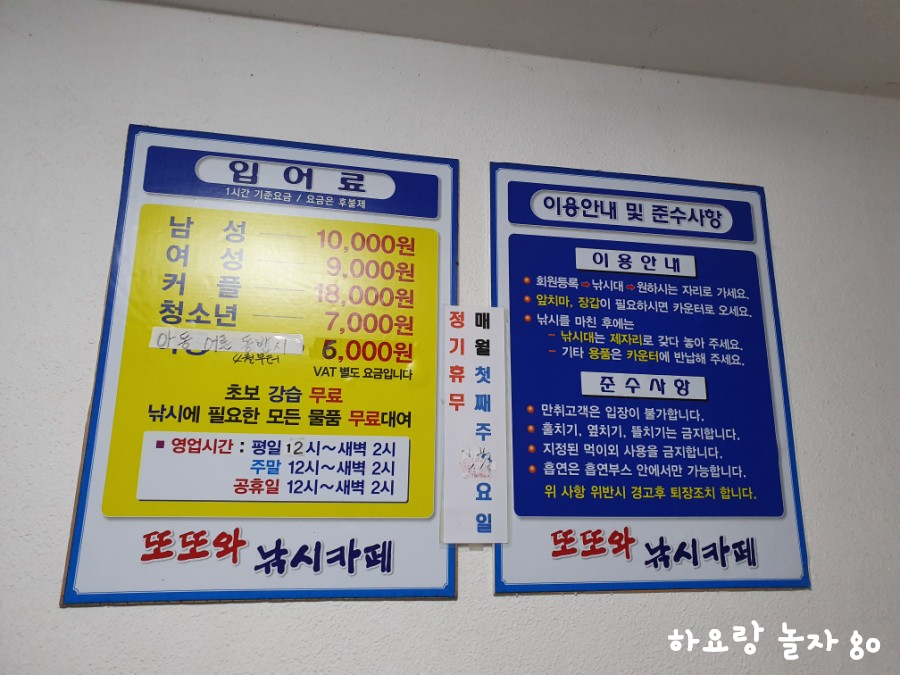 입어료
1시간 기준요금 / 요금은 후불제
남성 10,000원
여성 9,000원
커플 18,000원
청소년 7,000원
아동 어른 동반시 6,000원
4월부터
VAT 별도 요금입니다
초보 강습 무료
낚시에 필요한 모든 물품 무료대여
영업시간 : 평일 12시~새벽 2시
주말 12시~새벽 2시
공휴일 12시~새벽 2시
또또와 낚시카페
정기휴무
매월첫째주 요일
이용안내 및 준수사항
이용안내
회원등록 ⇨ 낚시대 ⇨ 원하시는 자리로 가세요.
앞치마, 장갑이 필요하시면 카운터로 오세요.
낚시를 마친 후에는
– 낚시대는 제자리로 갖다 놓아 주세요.
– 기타 용품은 카운터에 반납해 주세요.
준수사항
만취고객은 입장이 불가합니다.
훌치기, 옆치기, 뜰치기는 금지합니다.
지정된 먹이외 사용을 금지합니다.
흡연은 흡연부스 안에서만 가능합니다.
위 사항 위반시 경고후 퇴장조치 합니다.
또또와 낚시카페
하요랑 놀자 80